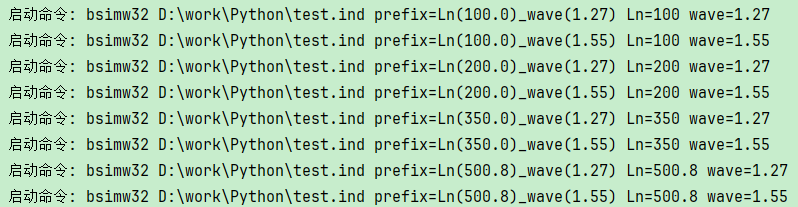 启动命令: bsimw32 D:\work\Python\test.ind prefix=Ln(100.0)_wave(1.27) Ln=100 wave=1.27
启动命令: bsimw32 D:\work\Python\test.ind prefix=Ln(100.0)_wave(1.55) Ln=100 wave=1.55
启动命令: bsimw32 D:\work\Python\test.ind prefix=Ln(200.0)_wave(1.27) Ln=200 wave=1.27
启动命令: bsimw32 D:\work\Python\test.ind prefix=Ln(200.0)_wave(1.55) Ln=200 wave=1.55
启动命令: bsimw32 D:\work\Python\test.ind prefix=Ln(350.0)_wave(1.27) Ln=350 wave=1.27
启动命令: bsimw32 D:\work\Python\test.ind prefix=Ln(350.0)_wave(1.55) Ln=350 wave=1.55
启动命令: bsimw32 D:\work\Python\test.ind prefix=Ln(500.8)_wave(1.27) Ln=500.8 wave=1.27
启动命令: bsimw32 D:\work\Python\test.ind prefix=Ln(500.8)_wave(1.55) Ln=500.8 wave=1.55